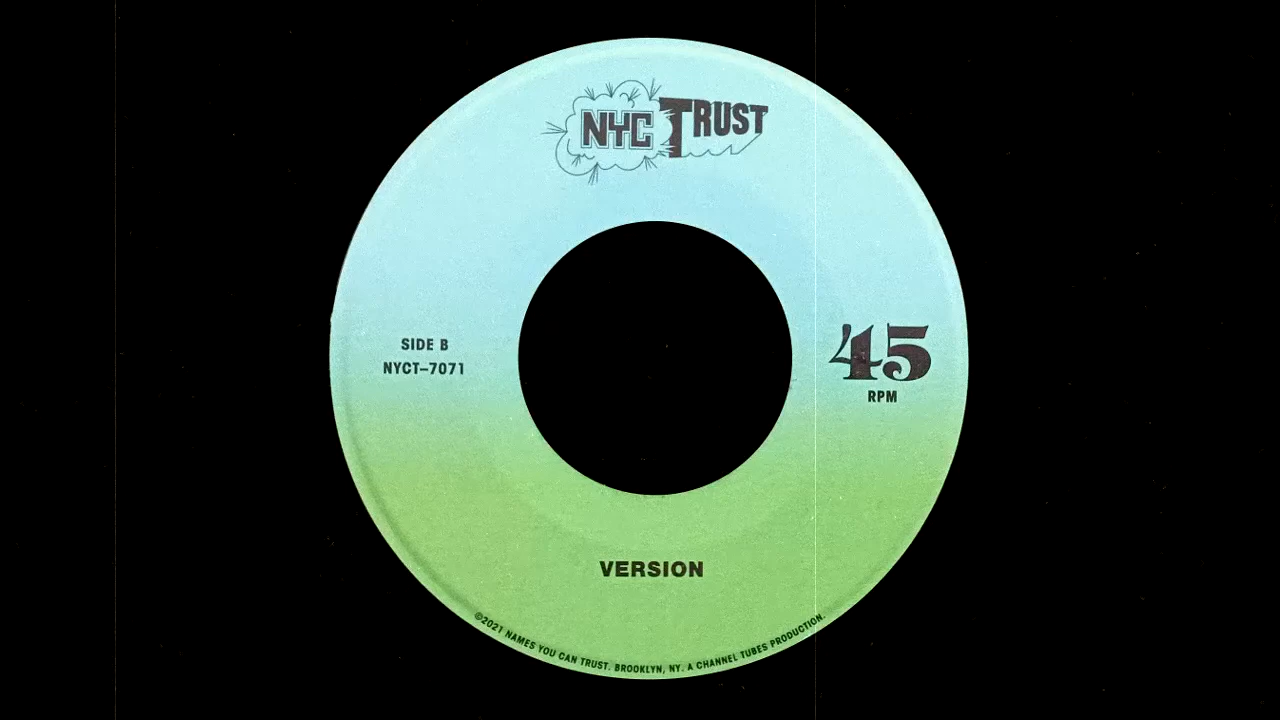 NYC TRUST
SIDE B
NYCT–7071
45
RPM
VERSION
©2021 NAMES YOU CAN TRUST. BROOKLYN, NY. A CHANNEL TUBES PRODUCTION.